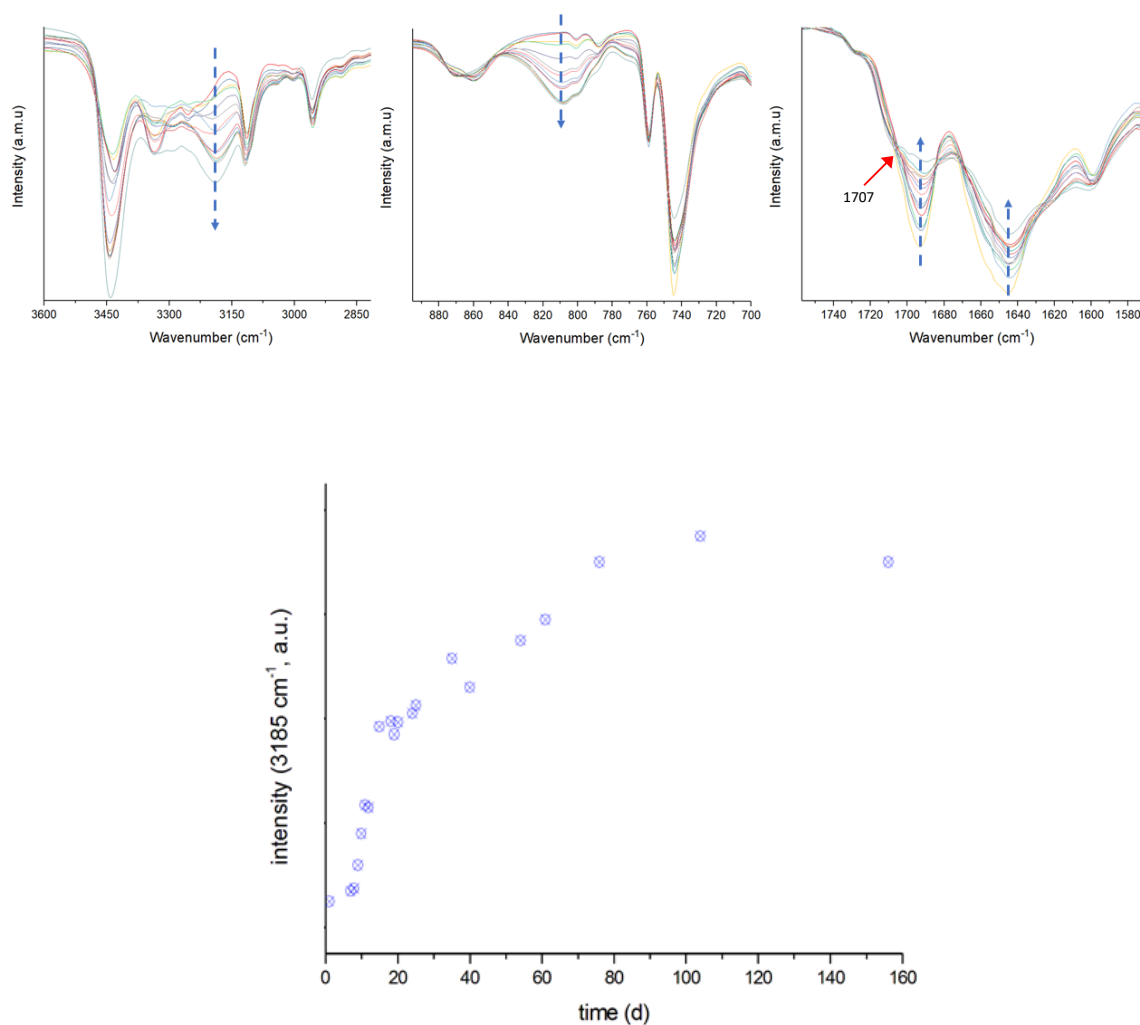 Intensity (a.m.u)
3600 3450 3300 3150 3000 2850
Wavenumber (cm-1)
Intensity (a.m.u)
880 860 840 820 800 780 760 740 720 700
Wavenumber (cm-1)
Intensity (a.m.u)
1707
1740 1720 1700 1680 1660 1640 1620 1600 1580
Wavenumber (cm-1)
intensity (3185 cm-1, a.u.)
0 20 40 60 80 100 120 140 160
time (d)